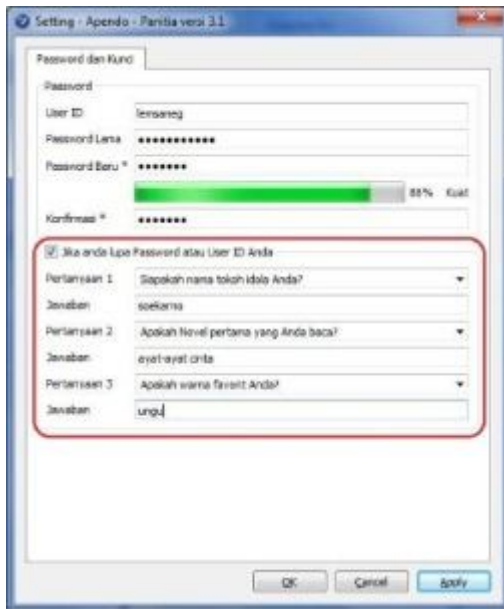 Setting - Apendo - Panitia versi 3.1
Password dan Kunci
Password
User ID lemsaneg
Password Lama •••••••••••
Password Baru * •••••••
88% Kuat
Konfirmasi * •••••••
Jika anda lupa Password atau User ID Anda
Pertanyaan 1 Siapakah nama tokoh idola Anda?
Jawaban soekarno
Pertanyaan 2 Apakah Novel pertama yang Anda baca?
Jawaban ayat-ayat cinta
Pertanyaan 3 Apakah warna favorit Anda?
Jawaban ungu
OK Cancel Apply